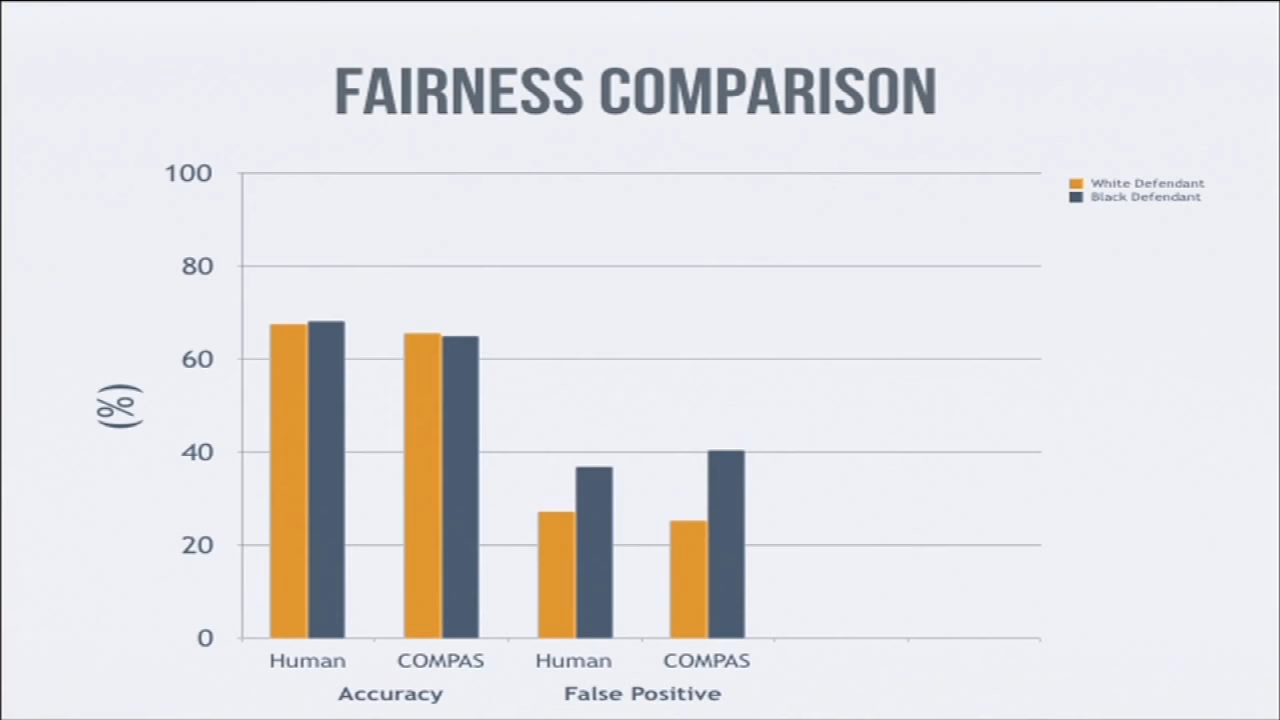 FAIRNESS COMPARISON
100
80
60
40
20
0
(%)
White Defendant
Black Defendant
Human COMPAS Human COMPAS
Accuracy False Positive